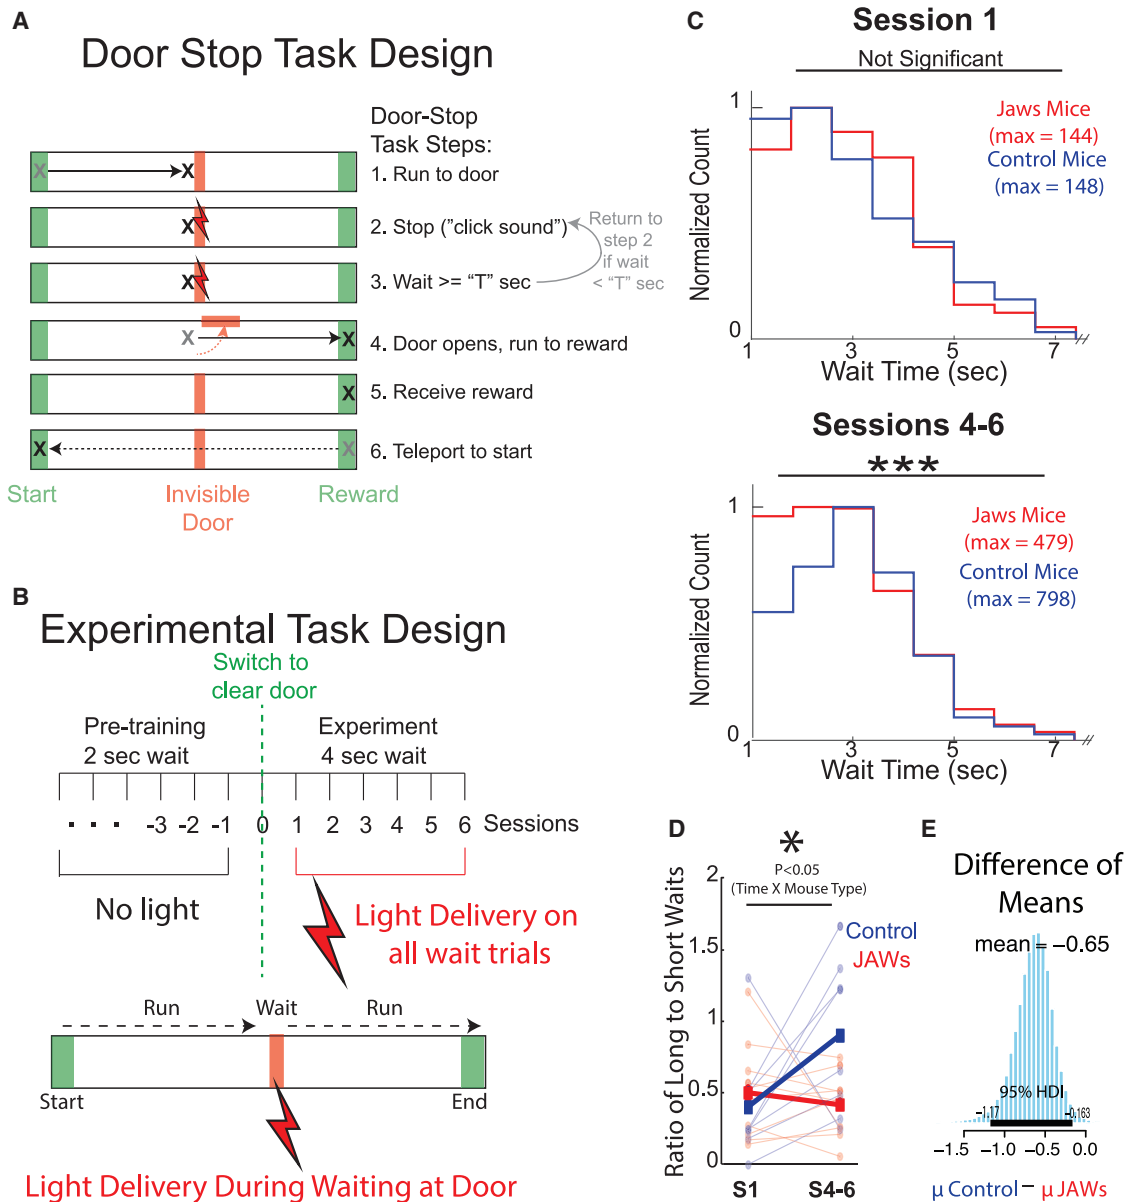 A
Door Stop Task Design
Door-Stop
Task Steps:
X
X
1. Run to door
X
2. Stop ("click sound")
Return to
step 2
if wait
< "T" sec
X
3. Wait >= "T" sec
X
X
4. Door opens, run to reward
X
5. Receive reward
X
X
6. Teleport to start
Start
Invisible
Door
Reward
B
Experimental Task Design
Switch to
clear door
Pre-training
2 sec wait
Experiment
4 sec wait
. . . -3 -2 -1 0 1 2 3 4 5 6 Sessions
No light
Light Delivery on
all wait trials
Run
Wait
Run
Start
End
Light Delivery During Waiting at Door
C
Session 1
Not Significant
1
Jaws Mice
(max = 144)
Control Mice
(max = 148)
Normalized Count
0
1 3 5 7 //
Wait Time (sec)
Sessions 4-6
***
1
Jaws Mice
(max = 479)
Control Mice
(max = 798)
Normalized Count
0
1 3 5 7 //
Wait Time (sec)
D
*
P<0.05
(Time X Mouse Type)
Control
JAWs
2
1.5
1
0.5
0
Ratio of Long to Short Waits
S1 S4-6
E
Difference of
Means
mean = −0.65
95% HDI
−1.17
−0.163
−1.5 −1.0 −0.5 0.0
μ Control − μ JAWs